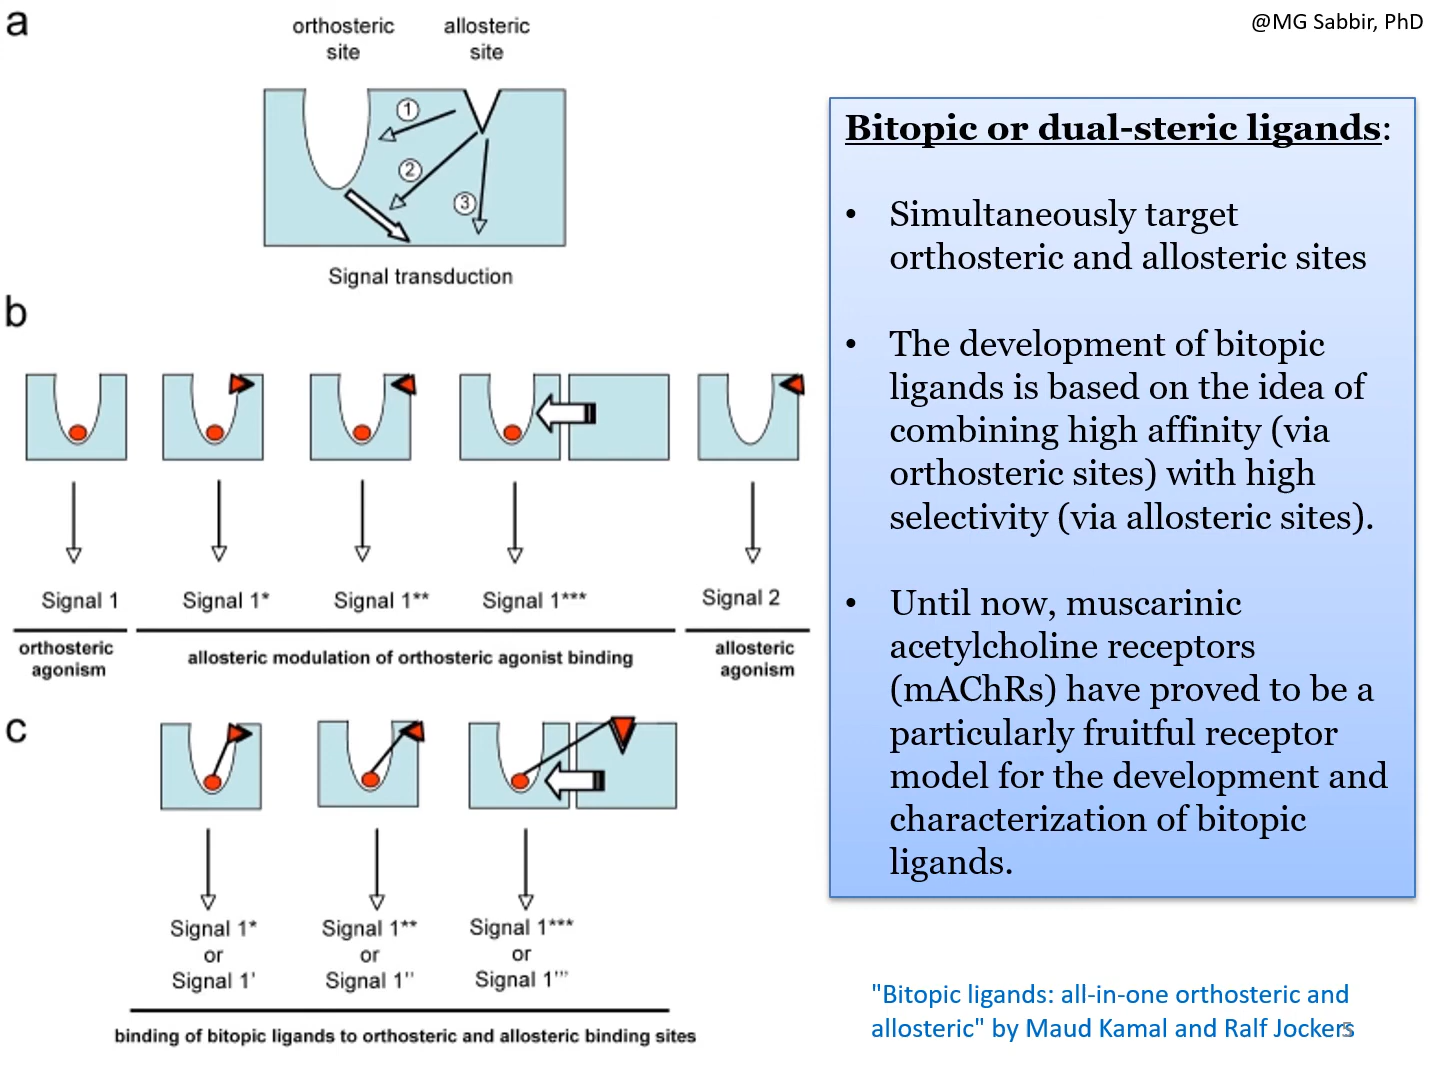 a
orthosteric
site
allosteric
site
@MG Sabbir, PhD
1
2
3
Signal transduction
b
Signal 1
Signal 1*
Signal 1**
Signal 1***
Signal 2
orthosteric
agonism
allosteric modulation of orthosteric agonist binding
allosteric
agonism
c
Signal 1*
or
Signal 1'
Signal 1**
or
Signal 1''
Signal 1***
or
Signal 1'''
binding of bitopic ligands to orthosteric and allosteric binding sites
Bitopic or dual-steric ligands:
• Simultaneously target
orthosteric and allosteric sites
• The development of bitopic
ligands is based on the idea of
combining high affinity (via
orthosteric sites) with high
selectivity (via allosteric sites).
• Until now, muscarinic
acetylcholine receptors
(mAChRs) have proved to be a
particularly fruitful receptor
model for the development and
characterization of bitopic
ligands.
"Bitopic ligands: all-in-one orthosteric and
allosteric" by Maud Kamal and Ralf Jockers
5